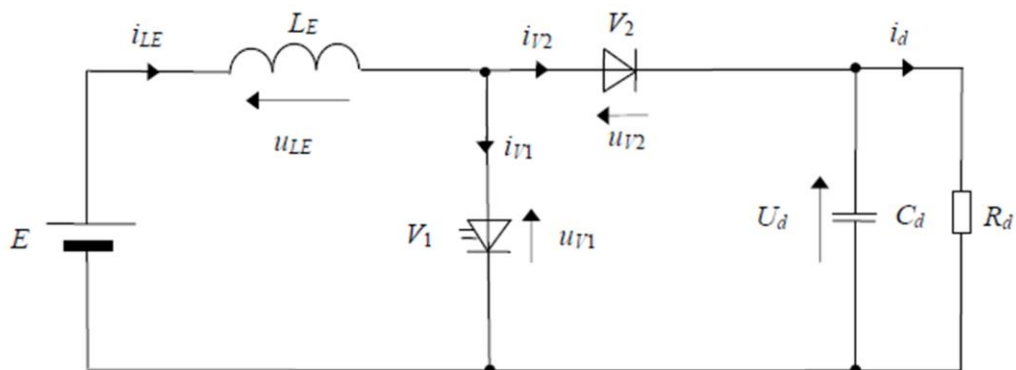 i_LE
L_E
i_V2
V_2
i_d
u_LE
u_V2
i_V1
E
V_1
u_V1
U_d
C_d
R_d